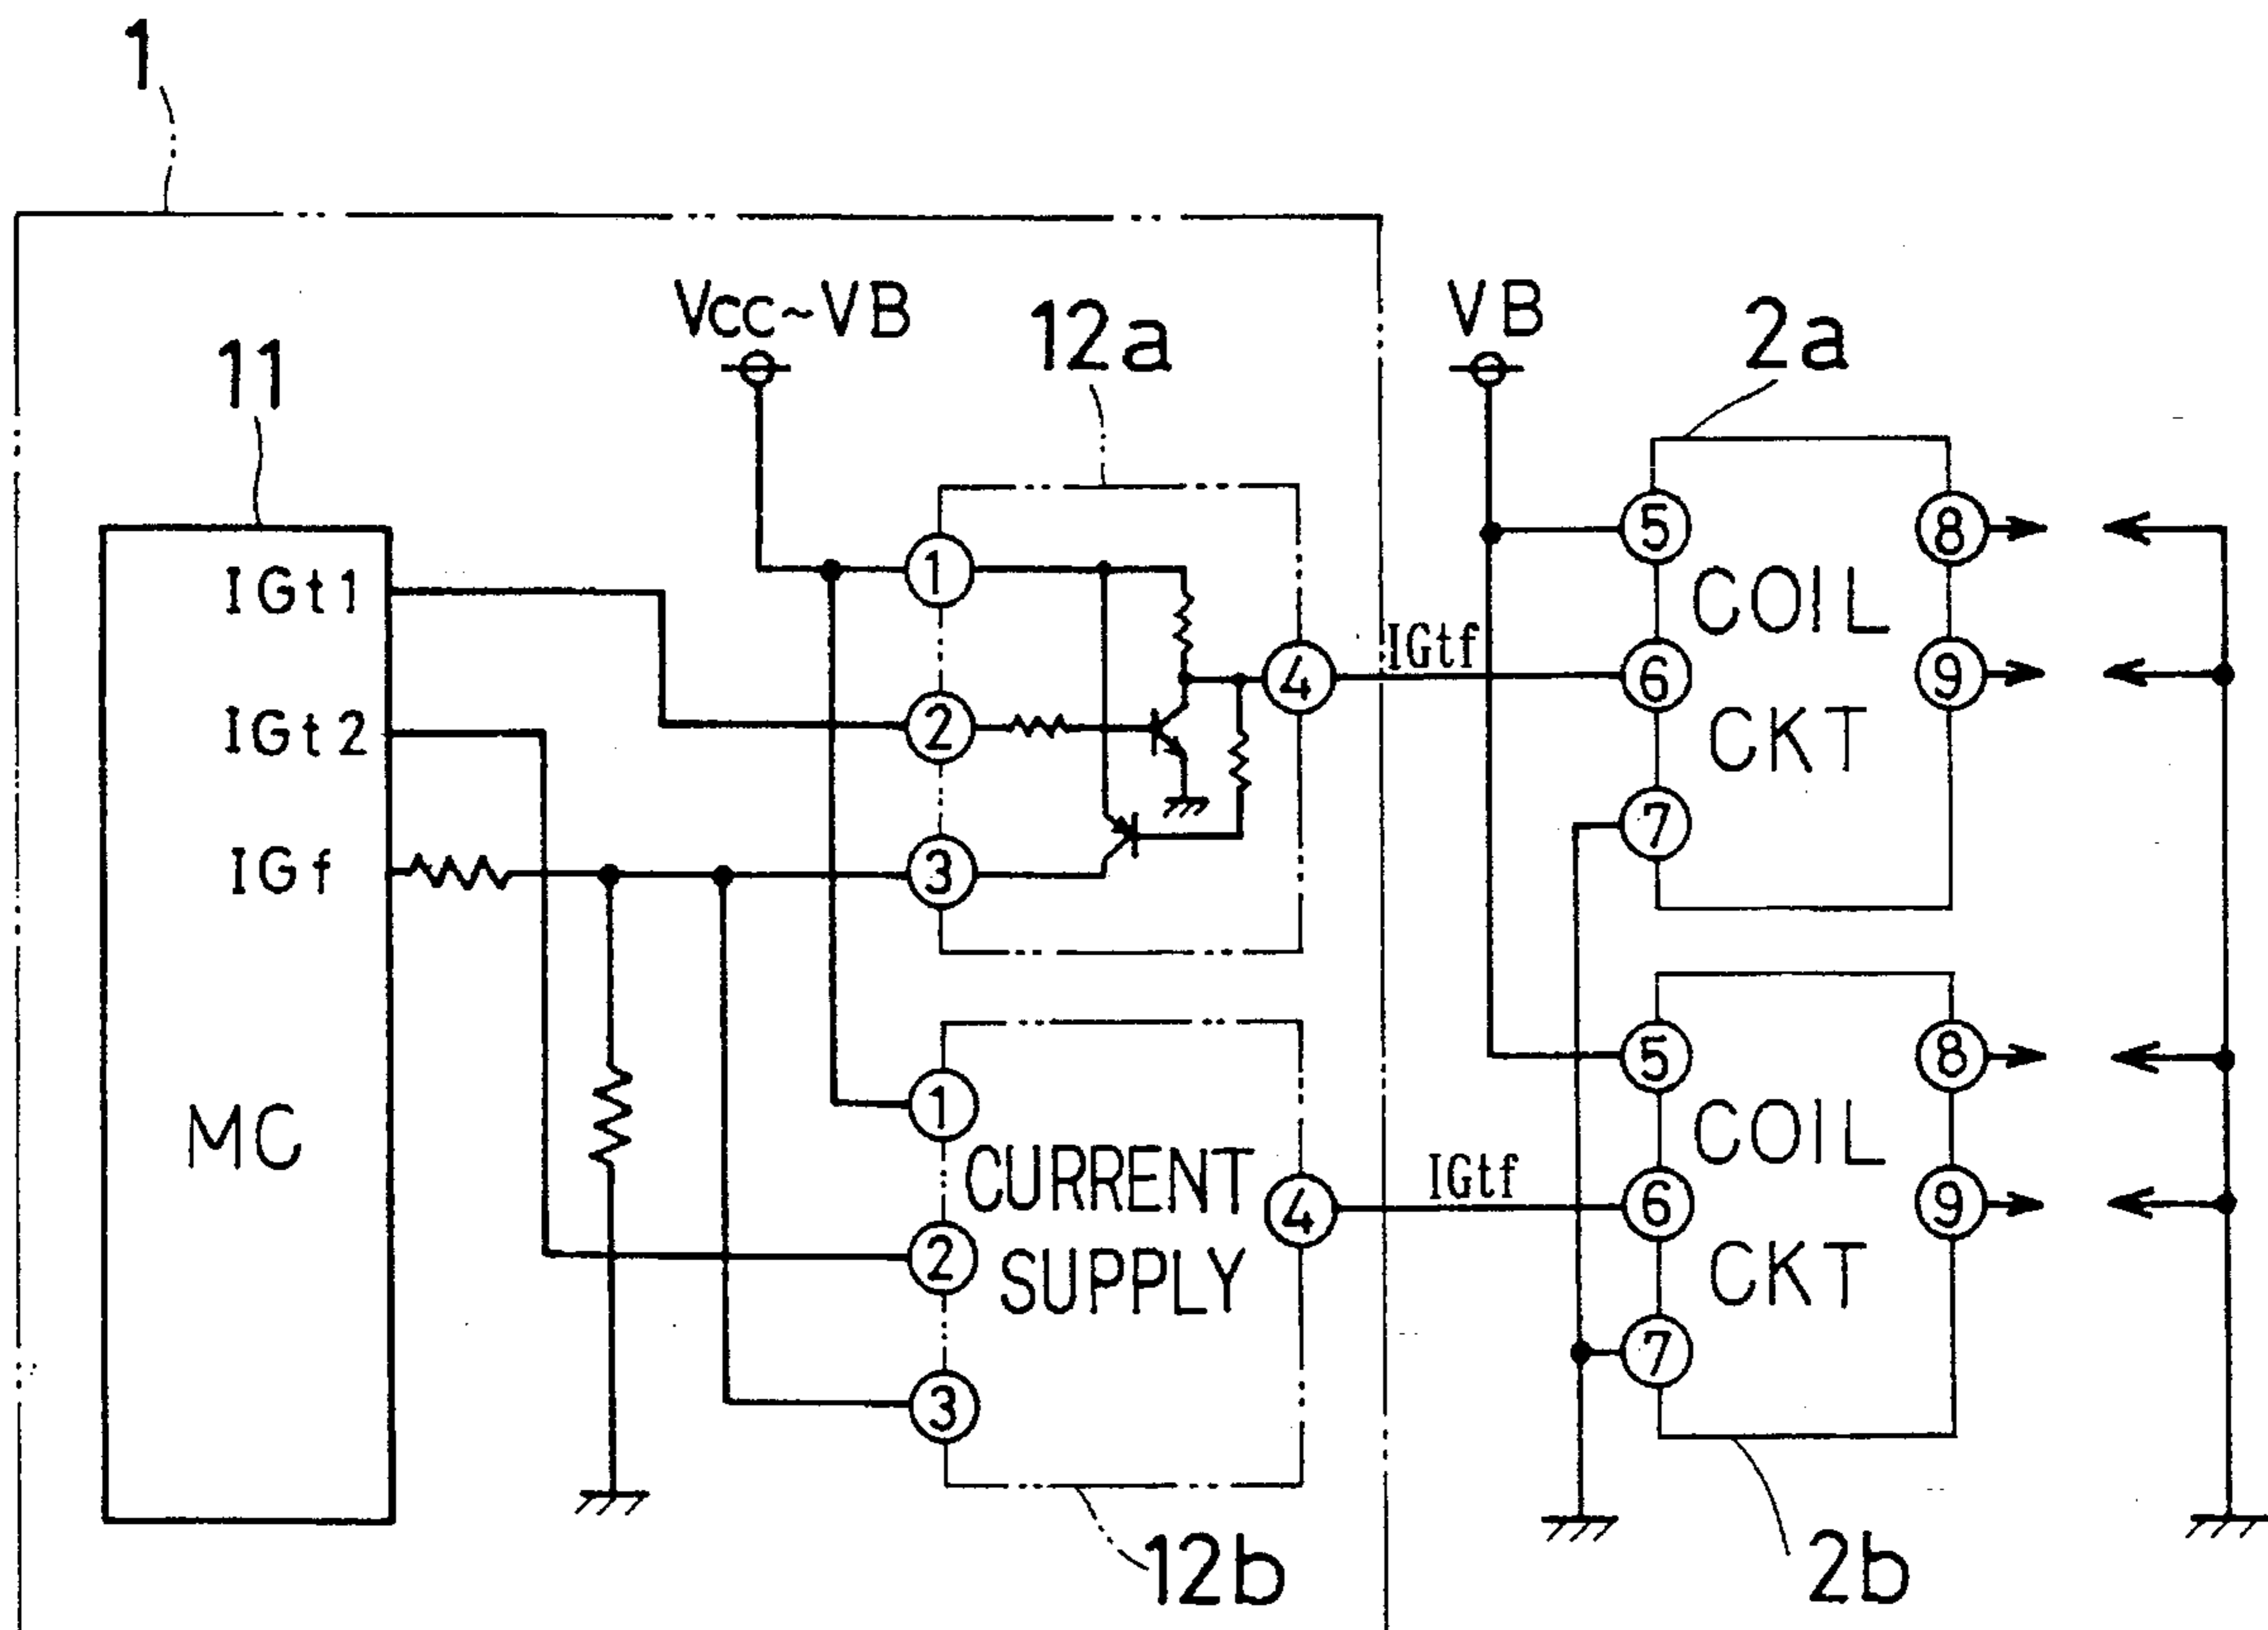 1
Vcc~VB
12a
VB
2a
11
IGt1
IGt2
IGf
MC
1
2
3
4
IGtf
5
6
7
8
9
COIL
CKT
1
2
3
4
CURRENT
SUPPLY
IGtf
5
6
7
8
9
COIL
CKT
12b
2b